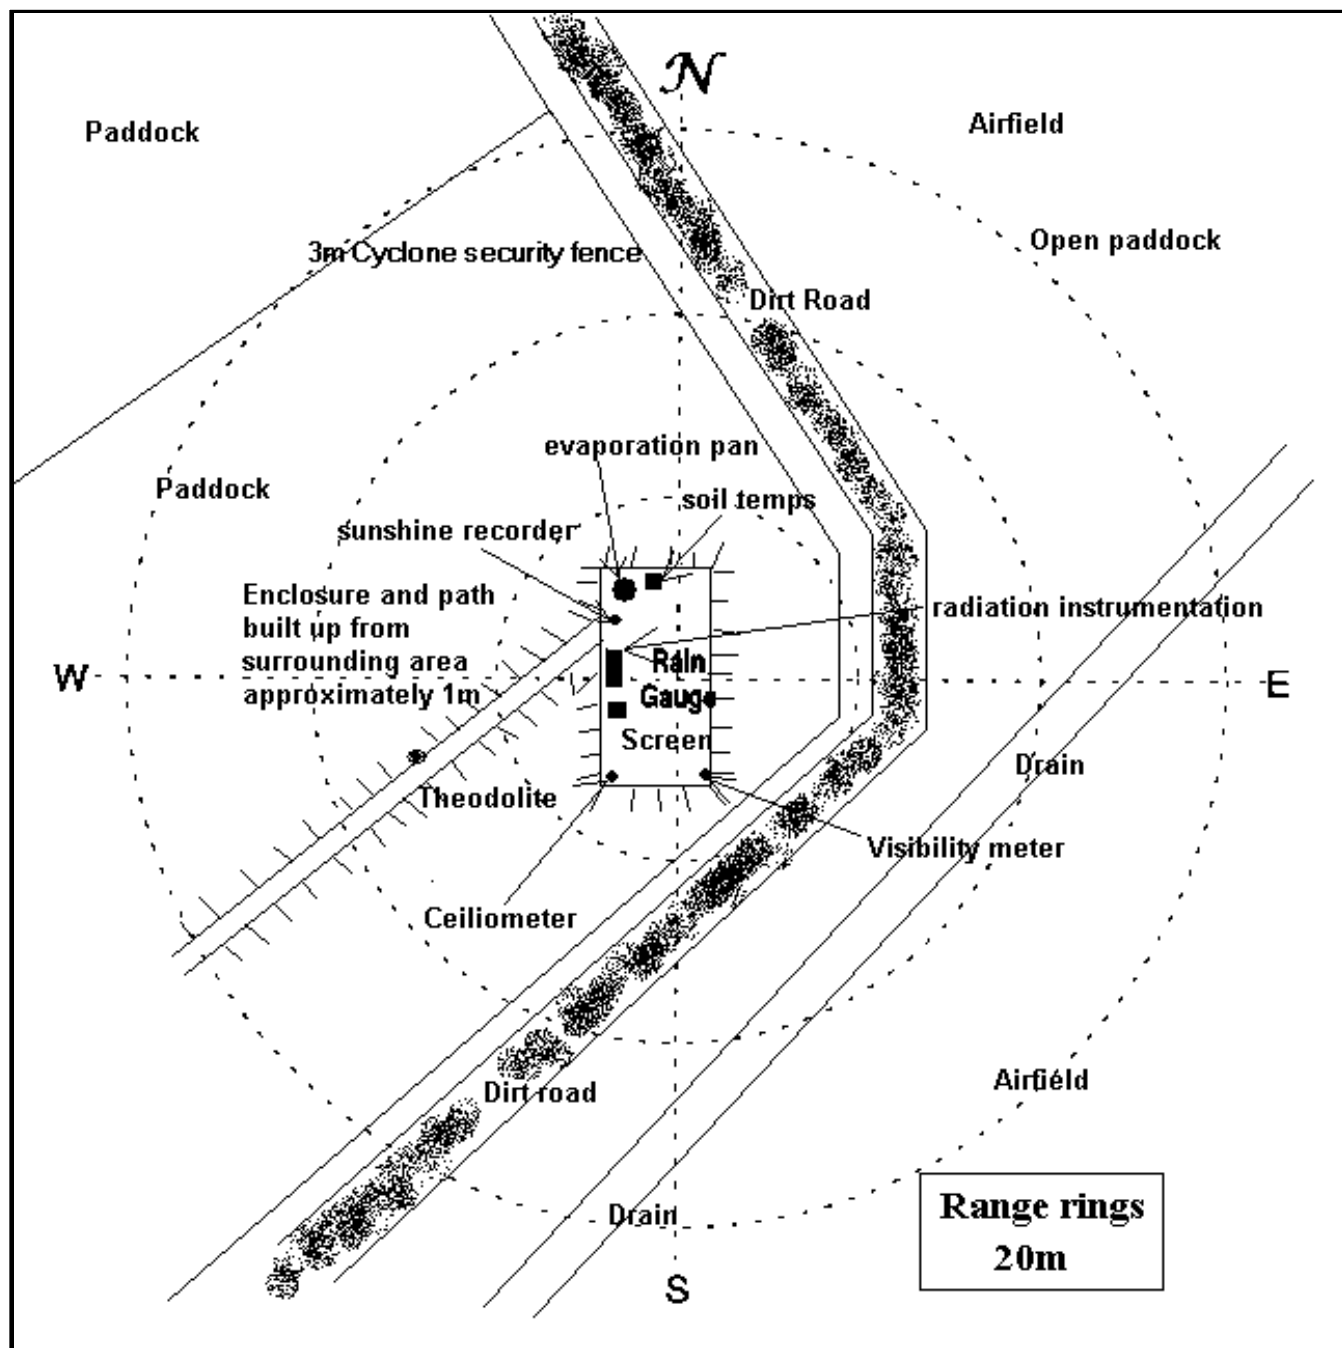 N
Paddock
Airfield
3m Cyclone security fence
Open paddock
Dirt Road
evaporation pan
Paddock
soil temps
sunshine recorder
Enclosure and path
built up from
surrounding area
approximately 1m
radiation instrumentation
Rain
Gauge
W
E
Screen
Drain
Theodolite
Visibility meter
Ceiliometer
Airfield
Dirt road
Drain
Range rings
20m
S